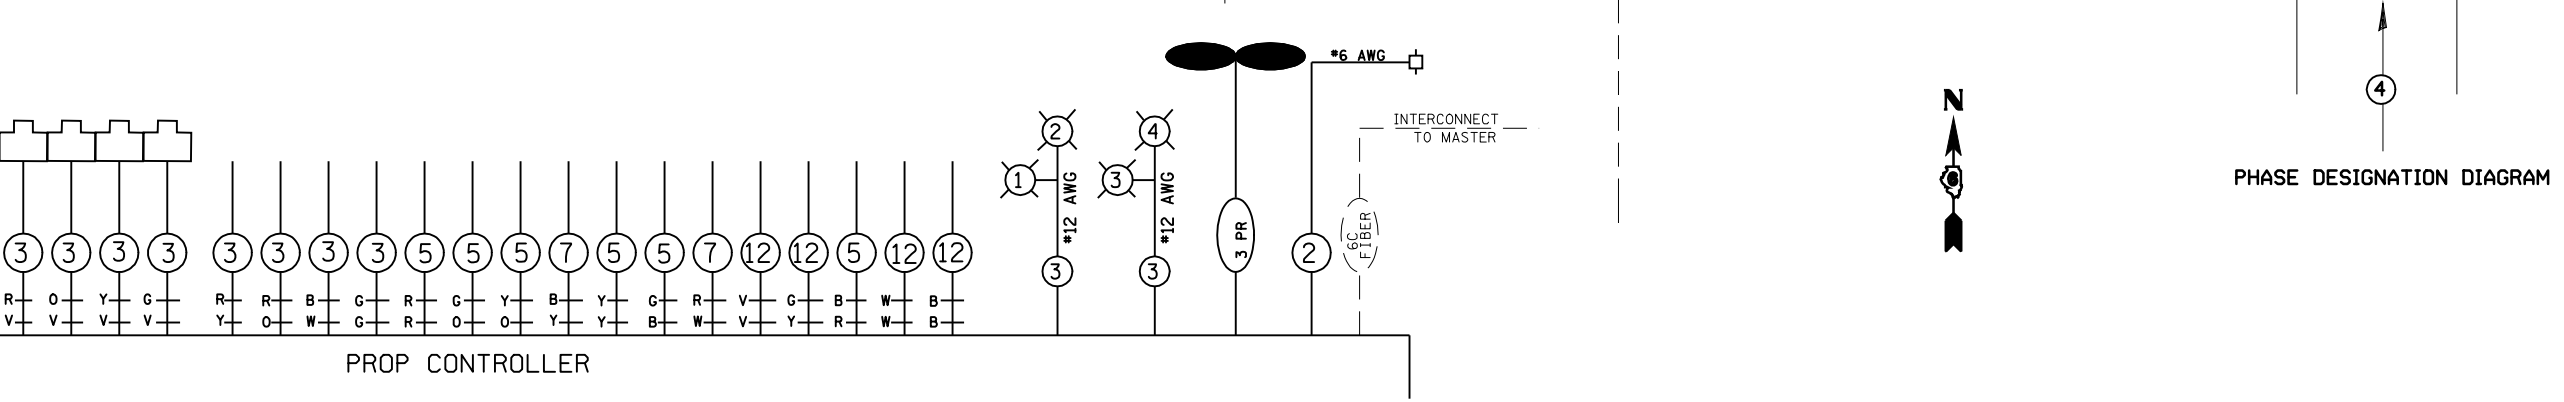 #6 AWG
4
N
INTERCONNECT
TO MASTER
2
4
1
3
#12 AWG
#12 AWG
6
PHASE DESIGNATION DIAGRAM
3 PR
6C
FIBER
3 3 3 3 3 3 3 3 5 5 5 7 5 5 7 12 12 5 12 12 2
3 3
R O Y G R R B G R G Y B Y G R V G B W B
V V V V Y O W G R O O Y Y B W V Y R W B
PROP CONTROLLER